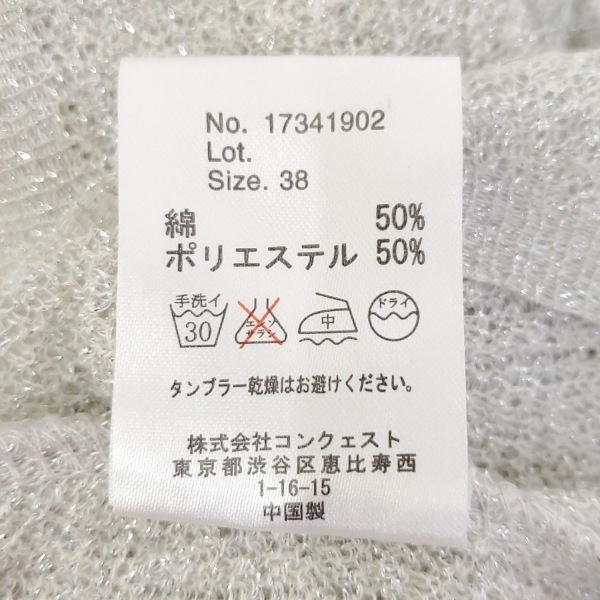 No. 17341902
Lot.
Size. 38
綿 50%
ポリエステル 50%
手洗イ 30 エンソサラシ 中 ドライ
タンブラー乾燥はお避けください。
株式会社コンクェスト
東京都渋谷区恵比寿西
1-16-15
中国製